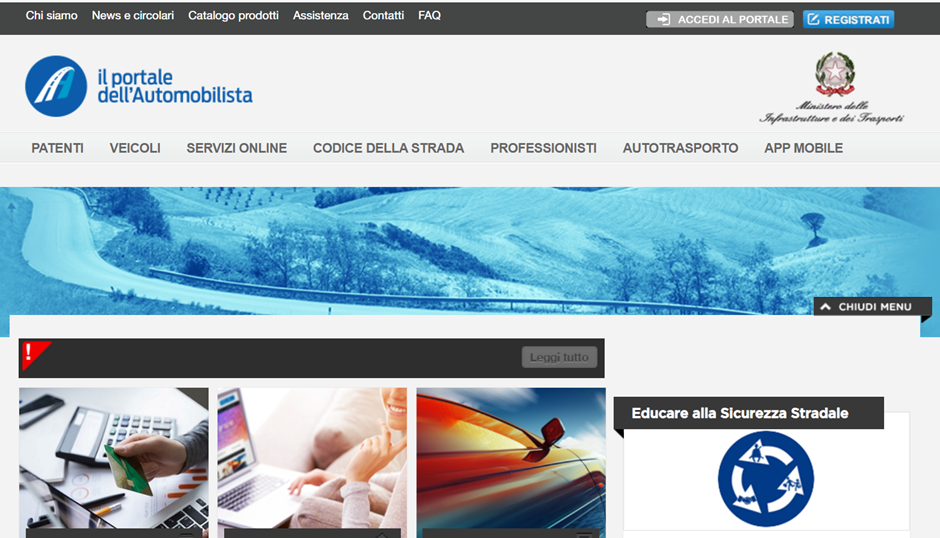 Chi siamo News e circolari Catalogo prodotti Assistenza Contatti FAQ
ACCEDI AL PORTALE REGISTRATI
il portale
dell'Automobilista
Ministero delle
Infrastrutture e dei Trasporti
PATENTI VEICOLI SERVIZI ONLINE CODICE DELLA STRADA PROFESSIONISTI AUTOTRASPORTO APP MOBILE
CHIUDI MENU
!
Leggi tutto
Educare alla Sicurezza Stradale